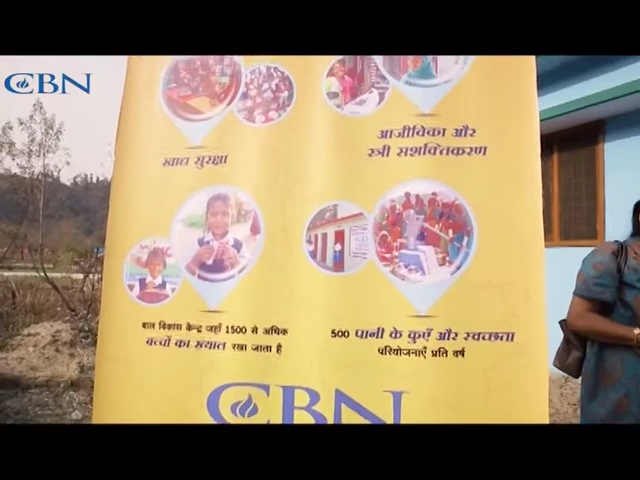 CBN
खाद्य सुरक्षा
आजीविका और
स्त्री सशक्तिकरण
बाल विकास केन्द्र जहाँ 1500 से अधिक
बच्चों का ख्याल रखा जाता है
500 पानी के कुएँ और स्वच्छता
परियोजनाएँ प्रति वर्ष
CBN